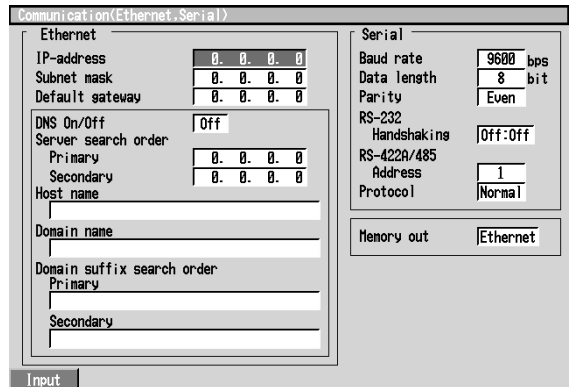 Communication(Ethernet,Serial)
Ethernet
IP-address 0. 0. 0. 0
Subnet mask 0. 0. 0. 0
Default gateway 0. 0. 0. 0
DNS On/Off Off
Server search order
Primary 0. 0. 0. 0
Secondary 0. 0. 0. 0
Host name
Domain name
Domain suffix search order
Primary
Secondary
Serial
Baud rate 9600 bps
Data length 8 bit
Parity Even
RS-232
Handshaking Off:Off
RS-422A/485
Address 1
Protocol Normal
Memory out Ethernet
Input